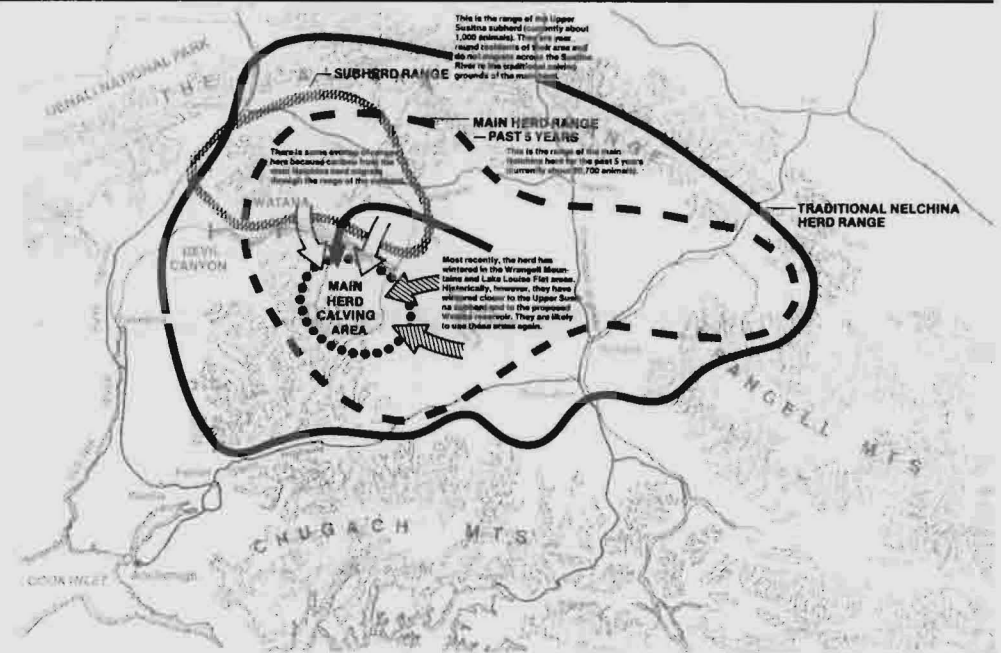 This is the range of the Upper
Susitna subherd (currently about
1,000 animals). They are year
round residents of their area and
do not migrate across the Susitna
River to the traditional calving
grounds of the main herd.
DENALI NATIONAL PARK
THE
SUBHERD RANGE
MAIN HERD RANGE
— PAST 5 YEARS
This is the range of the main
Nelchina herd for the past 5 years
(currently about
There is some
here because caribou from the
main Nelchina herd migrate
through the range of the
WATANA
TRADITIONAL NELCHINA
HERD RANGE
DEVIL
CANYON
Most recently, the herd has
wintered in the Wrangell Moun-
tains and Lake Louise Flat areas.
Historically, however, they have
wintered closer to the Upper Susit-
na subherd and to the proposed
Watana reservoir. They are likely
to use these areas again.
MAIN
HERD
CALVING
AREA
ANGELL MTS
CHUGACH MTS
COOK INLET